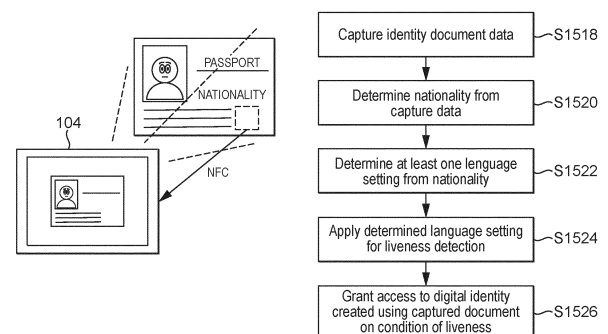 PASSPORT
NATIONALITY
104
NFC
Capture identity document data
S1518
Determine nationality from
capture data
S1520
Determine at least one lenguage
setting from nationality
S1522
Apply determined language setting
for liveness detection
S1524
Grant access to digital identity
created using captured document
on condition of liveness
S1526